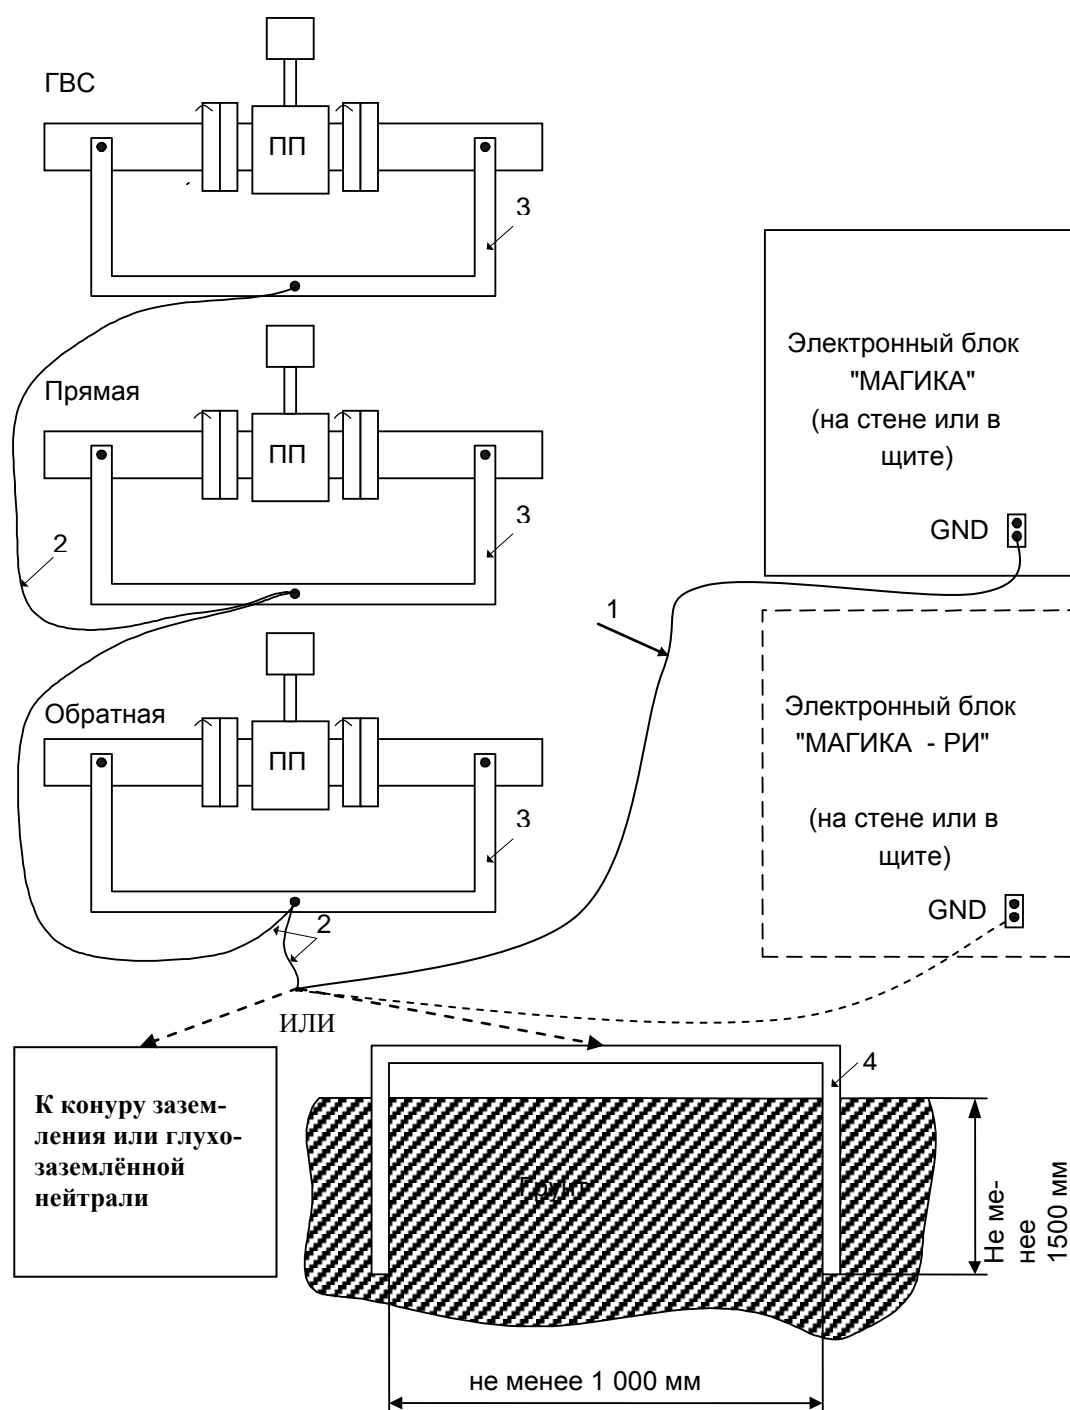 ГВС
ПП
3
Прямая
ПП
3
2
Обратная
ПП
3
2
1
Электронный блок
"МАГИКА"
(на стене или в
щите)
GND
Электронный блок
"МАГИКА - РИ"
(на стене или в
щите)
GND
ИЛИ
К конуру зазем-
ления или глухо-
заземлённой
нейтрали
4
Грунт
Не ме-
нее
1500 мм
не менее 1 000 мм